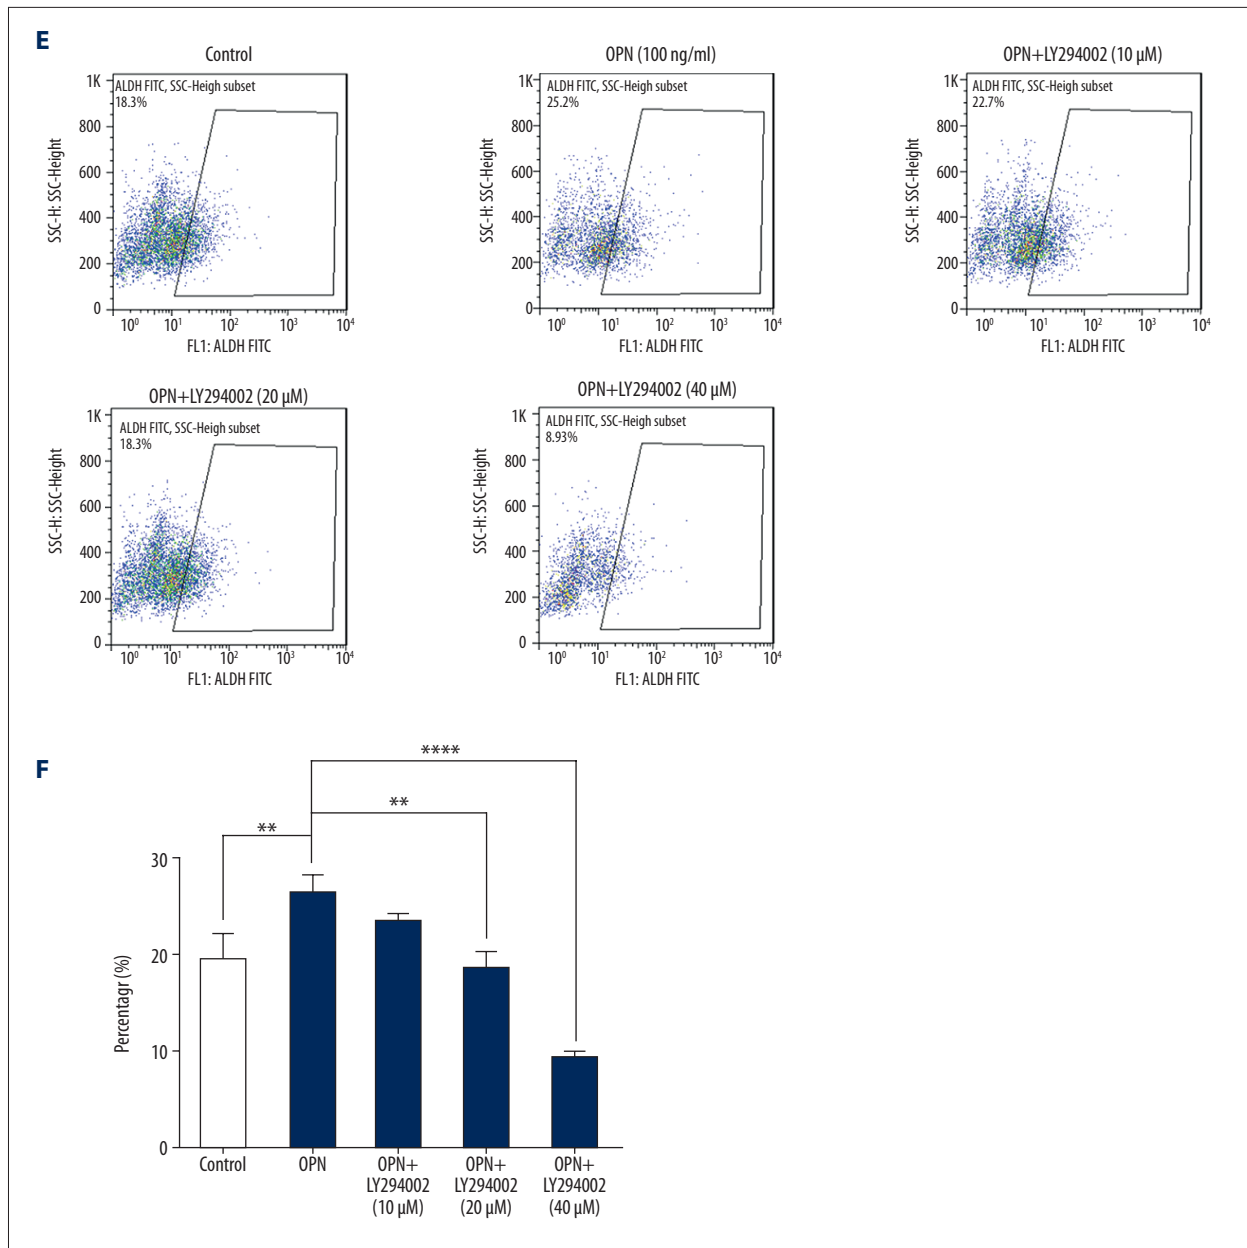 E
Control
ALDH FITC, SSC-Heigh subset
18.3%
SSC-H: SSC-Height
1K
800
600
400
200
0
10⁰ 10¹ 10² 10³ 10⁴
FL1: ALDH FITC
OPN (100 ng/ml)
ALDH FITC, SSC-Heigh subset
25.2%
SSC-H: SSC-Height
1K
800
600
400
200
0
10⁰ 10¹ 10² 10³ 10⁴
FL1: ALDH FITC
OPN+LY294002 (10 µM)
ALDH FITC, SSC-Heigh subset
22.7%
SSC-H: SSC-Height
1K
800
600
400
200
0
10⁰ 10¹ 10² 10³ 10⁴
FL1: ALDH FITC
OPN+LY294002 (20 µM)
ALDH FITC, SSC-Heigh subset
18.3%
SSC-H: SSC-Height
1K
800
600
400
200
0
10⁰ 10¹ 10² 10³ 10⁴
FL1: ALDH FITC
OPN+LY294002 (40 µM)
ALDH FITC, SSC-Heigh subset
8.93%
SSC-H: SSC-Height
1K
800
600
400
200
0
10⁰ 10¹ 10² 10³ 10⁴
FL1: ALDH FITC
F
****
**
**
Percentagr (%)
30
20
10
0
Control
OPN
OPN+
LY294002
(10 µM)
OPN+
LY294002
(20 µM)
OPN+
LY294002
(40 µM)